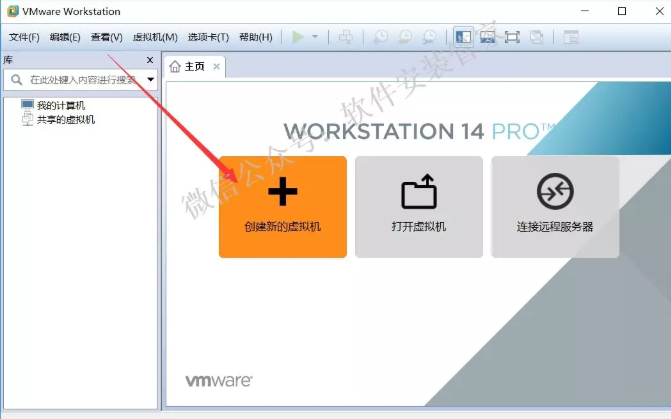 VMware Workstation
文件(F) 编辑(E) 查看(V) 虚拟机(M) 选项卡(T) 帮助(H)
库
在此处键入内容进行搜索
我的计算机
共享的虚拟机
主页
WORKSTATION 14 PRO™
创建新的虚拟机
打开虚拟机
连接远程服务器
微信公众号：软件安装管家
vmware